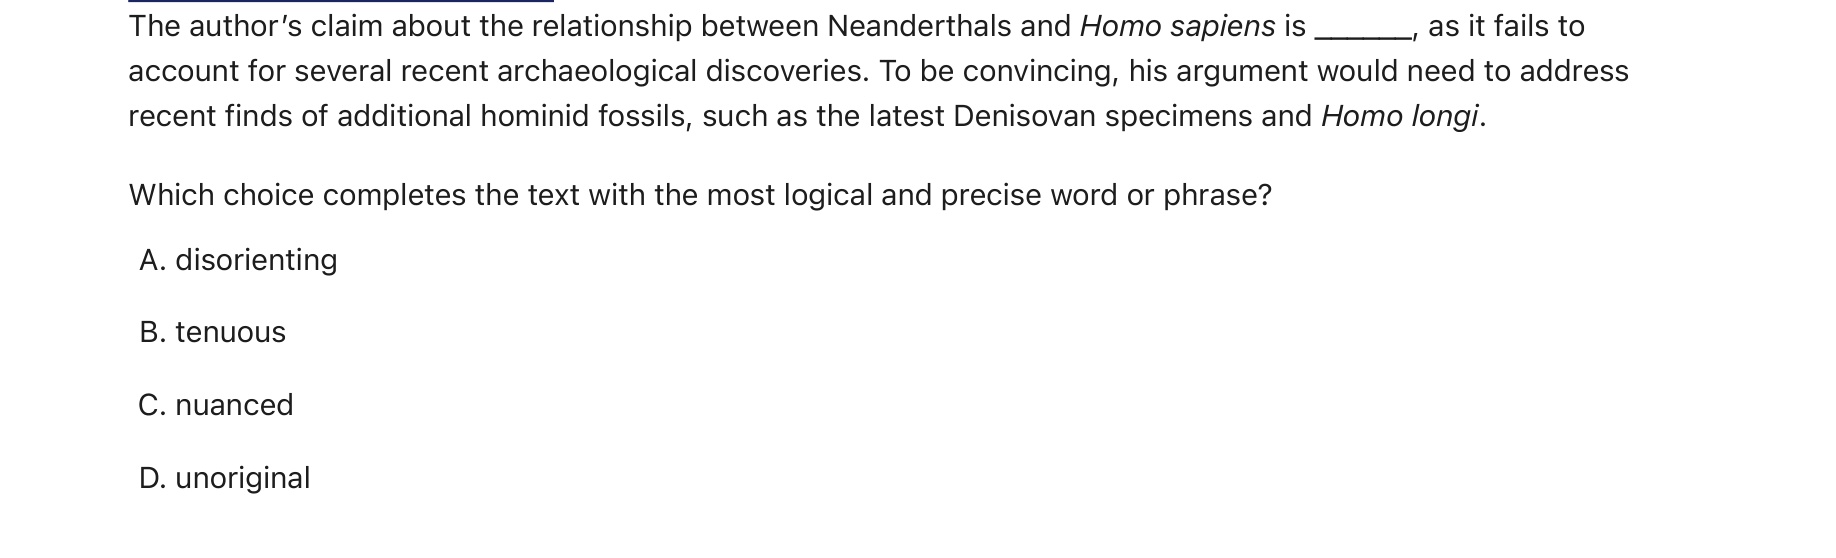 The author’s claim about the relationship between Neanderthals and Homo sapiens is ______, as it fails to
account for several recent archaeological discoveries. To be convincing, his argument would need to address
recent finds of additional hominid fossils, such as the latest Denisovan specimens and Homo longi.
Which choice completes the text with the most logical and precise word or phrase?
A. disorienting
B. tenuous
C. nuanced
D. unoriginal